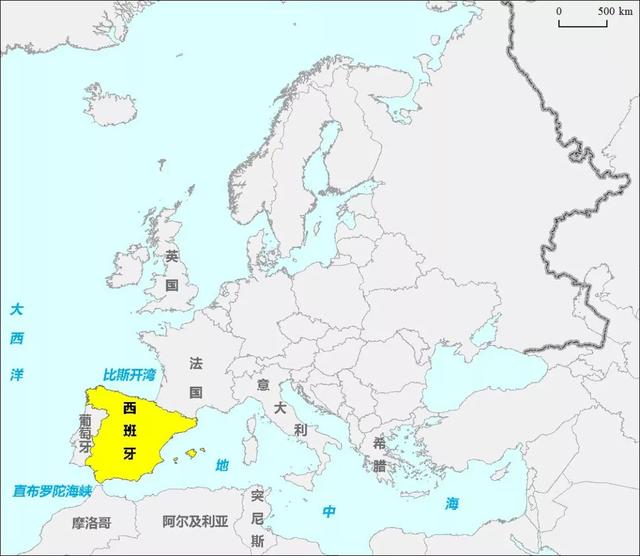 0 500 km
英国
大西洋
法国
比斯开湾
意大利
西班牙
葡萄牙
希腊
地中海
直布罗陀海峡
突尼斯
摩洛哥
阿尔及利亚